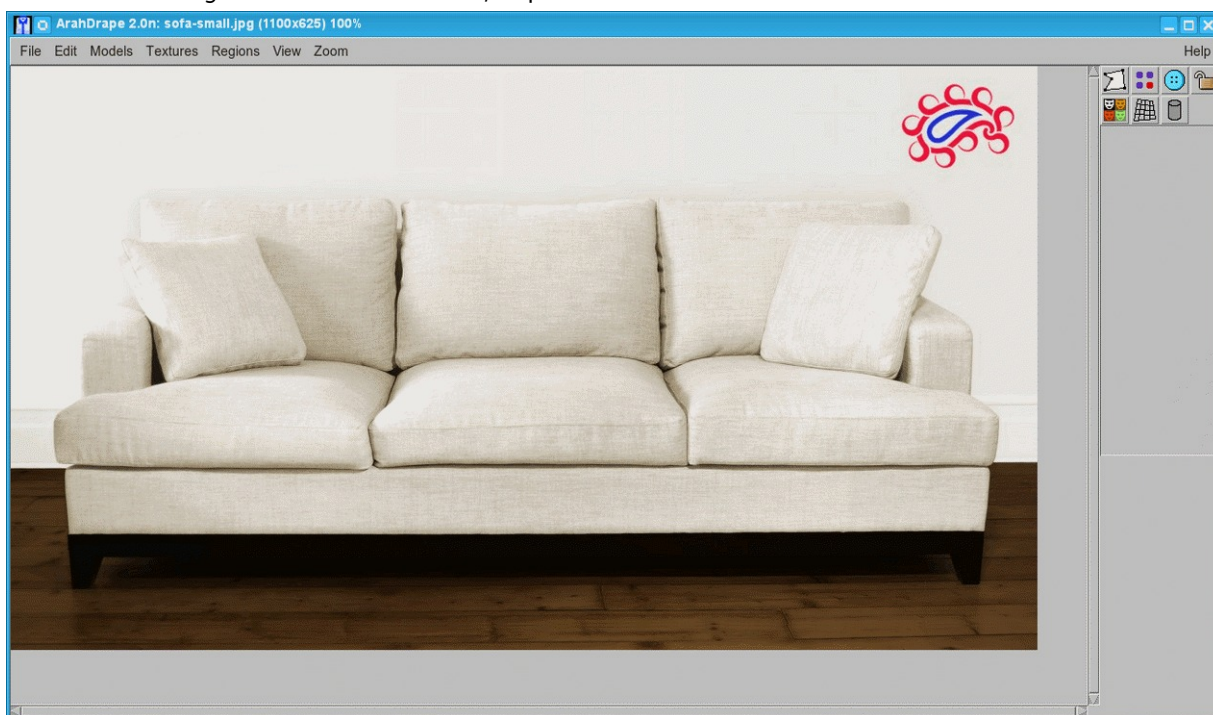 ArahDrape 2.0n: sofa-small.jpg (1100x625) 100%
File Edit Models Textures Regions View Zoom Help